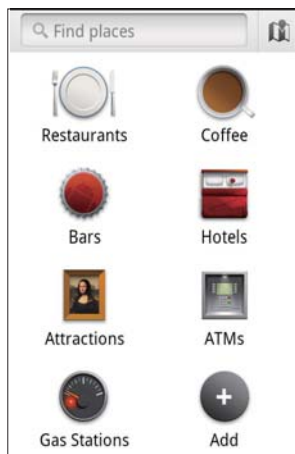 Find places
Restaurants Coffee
Bars Hotels
Attractions ATMs
Gas Stations Add